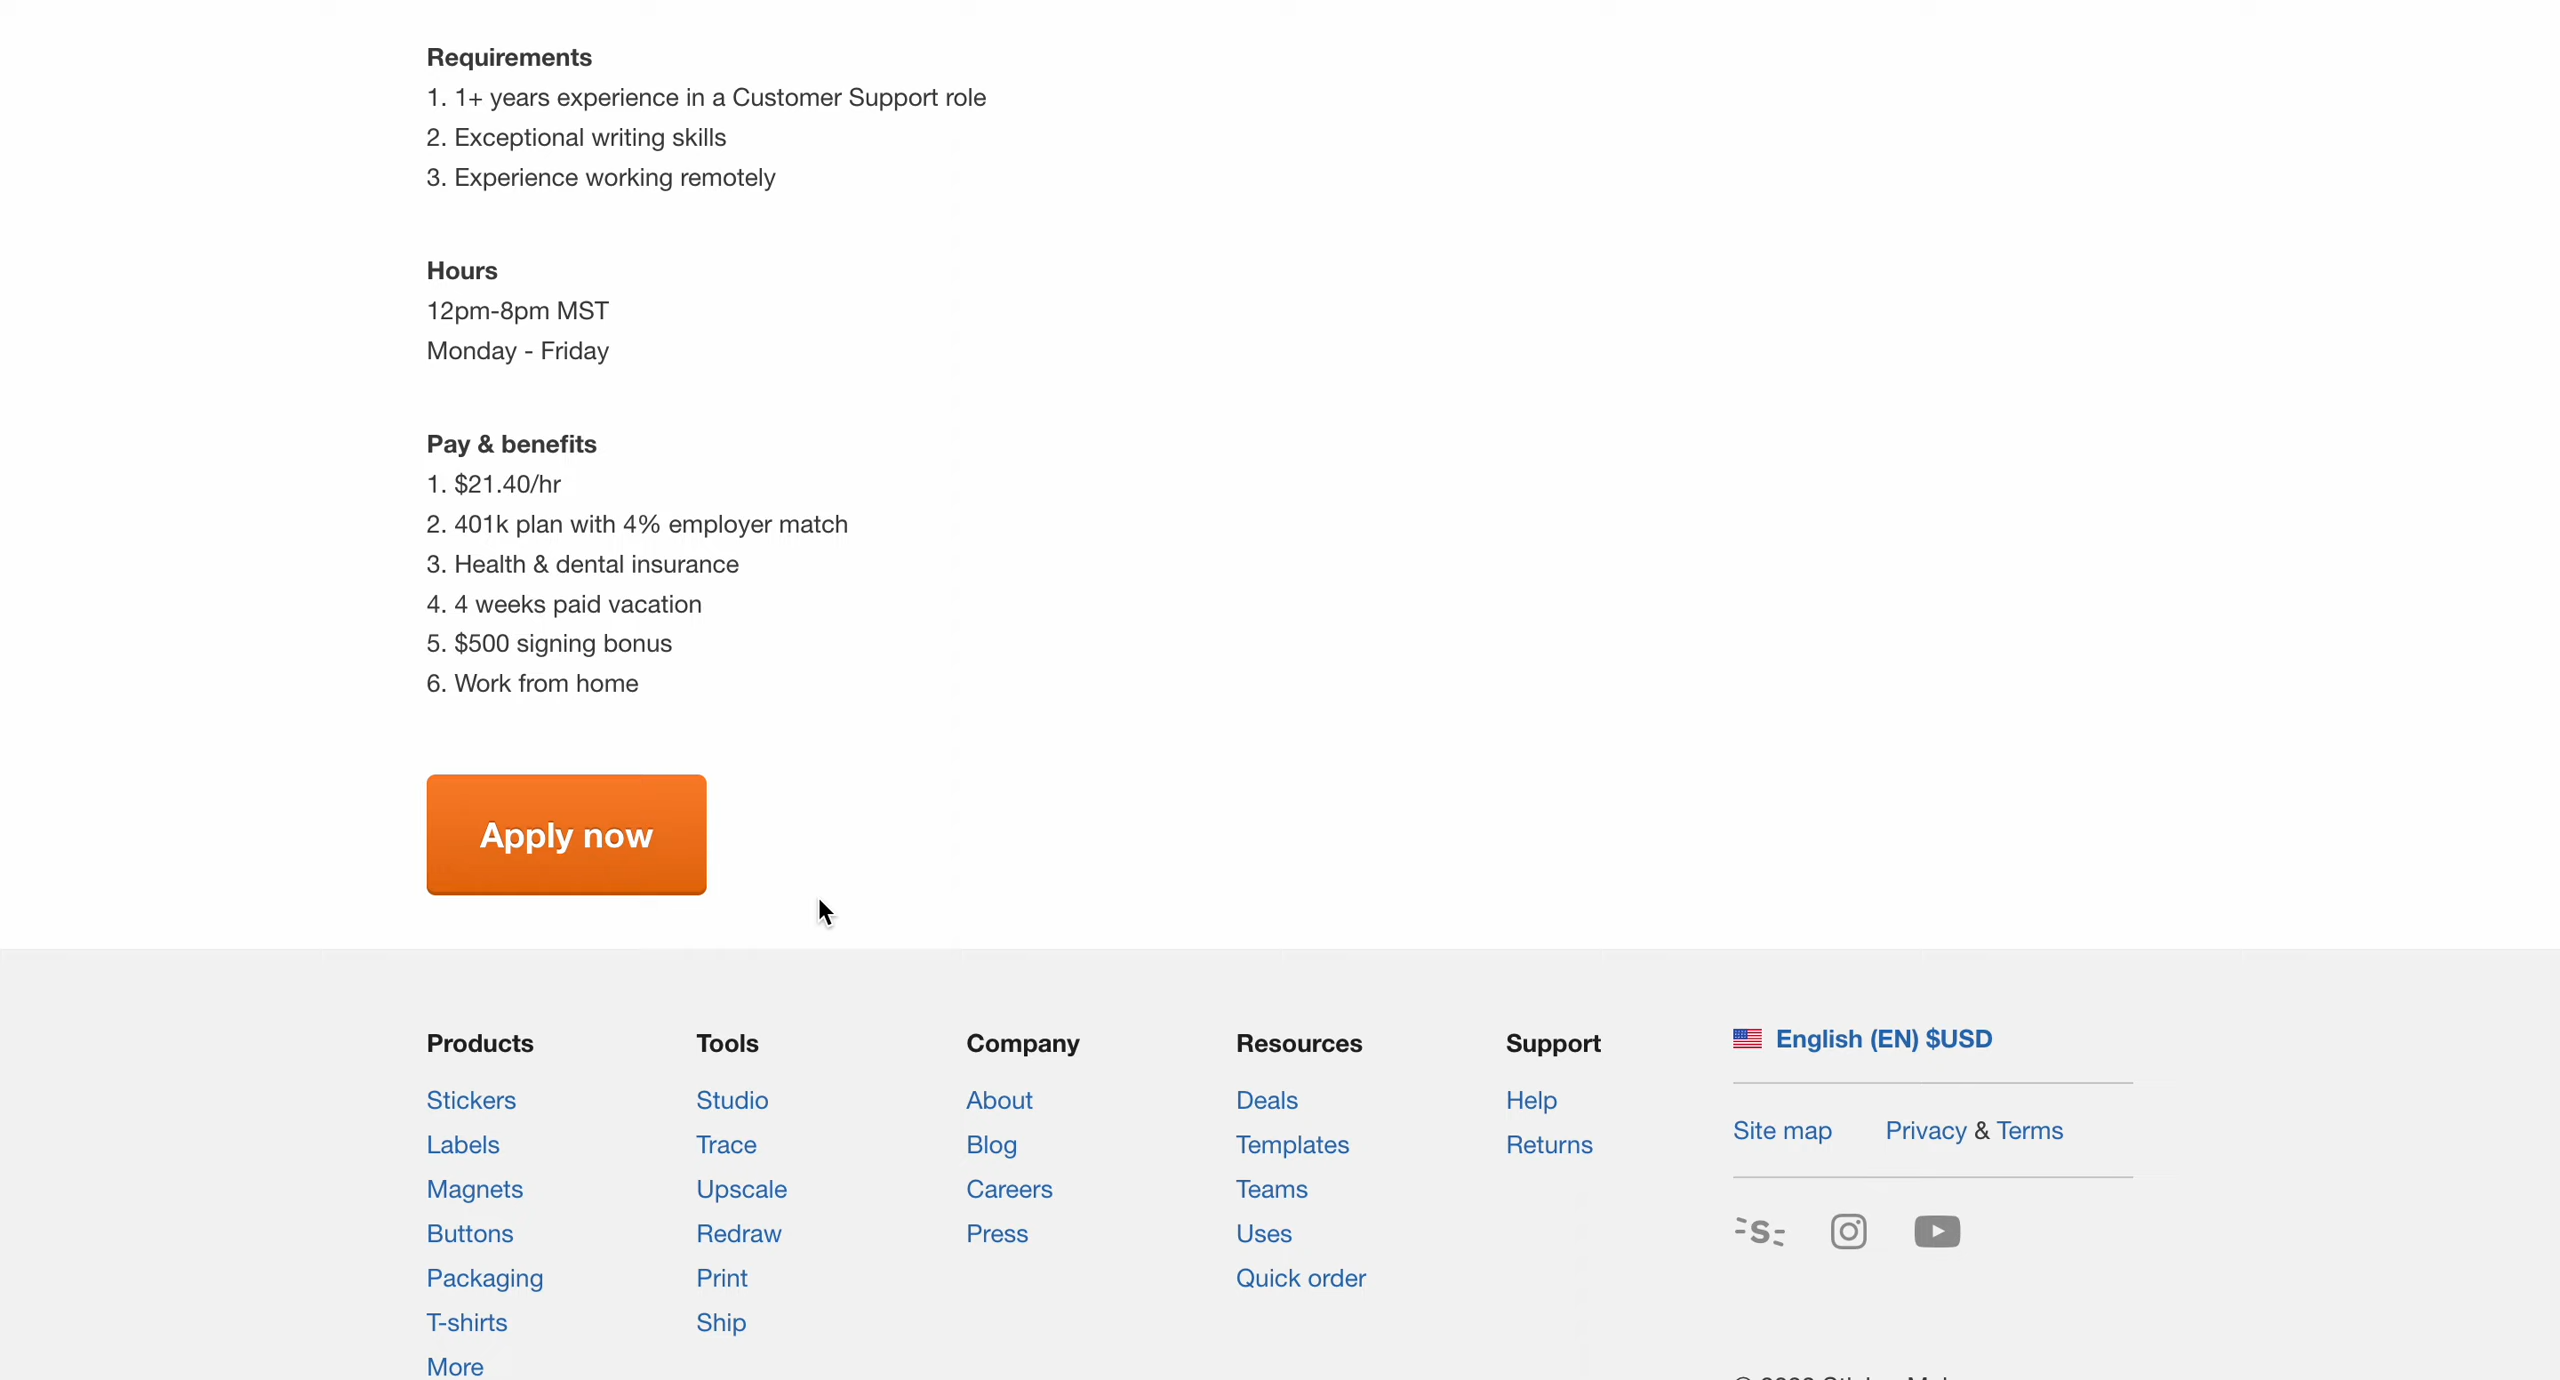 Requirements
1. 1+ years experience in a Customer Support role
2. Exceptional writing skills
3. Experience working remotely
Hours
12pm-8pm MST
Monday - Friday
Pay & benefits
1. $21.40/hr
2. 401k plan with 4% employer match
3. Health & dental insurance
4. 4 weeks paid vacation
5. $500 signing bonus
6. Work from home
Apply now
Products
Stickers
Labels
Magnets
Buttons
Packaging
T-shirts
More
Tools
Studio
Trace
Upscale
Redraw
Print
Ship
Company
About
Blog
Careers
Press
Resources
Deals
Templates
Teams
Uses
Quick order
Support
Help
Returns
English (EN) $USD
Site map Privacy & Terms
S